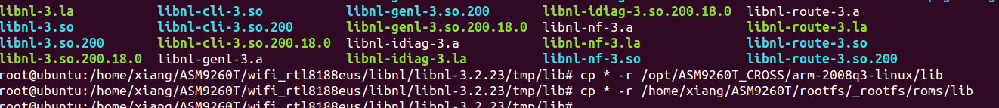 libnl-3.la libnl-cli-3.so libnl-genl-3.so.200 libnl-idiag-3.so.200.18.0 libnl-route-3.a
libnl-3.so libnl-cli-3.so.200 libnl-genl-3.so.200.18.0 libnl-nf-3.a libnl-route-3.la
libnl-3.so.200 libnl-cli-3.so.200.18.0 libnl-idiag-3.a libnl-nf-3.la libnl-route-3.so
libnl-3.so.200.18.0 libnl-genl-3.a libnl-idiag-3.la libnl-nf-3.so libnl-route-3.so.200
root@ubuntu:/home/xiang/ASM9260T/wifi_rtl8188eus/libnl/libnl-3.2.23/tmp/lib# cp * -r /opt/ASM9260T_CROSS/arm-2008q3-linux/lib
root@ubuntu:/home/xiang/ASM9260T/wifi_rtl8188eus/libnl/libnl-3.2.23/tmp/lib# cp * -r /home/xiang/ASM9260T/rootfs/_rootfs/roms/lib
root@ubuntu:/home/xiang/ASM9260T/wifi_rtl8188eus/libnl/libnl-3.2.23/tmp/lib#